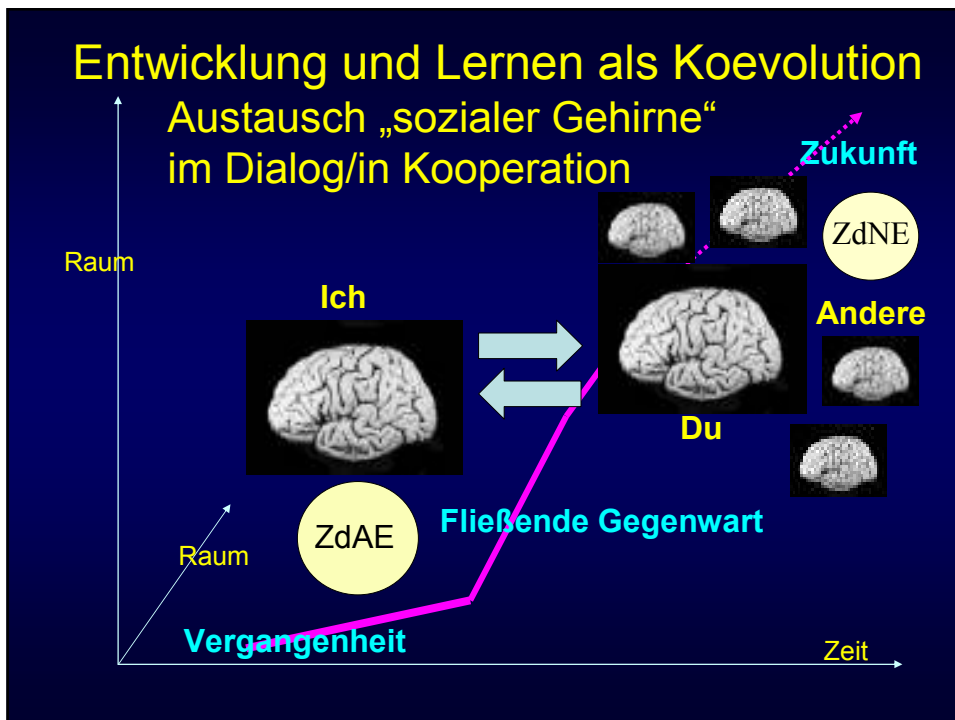 Entwicklung und Lernen als Koevolution
Austausch „sozialer Gehirne“
im Dialog/in Kooperation
Zukunft
ZdNE
Raum
Ich
Andere
Du
Fließende Gegenwart
ZdAE
Raum
Vergangenheit
Zeit